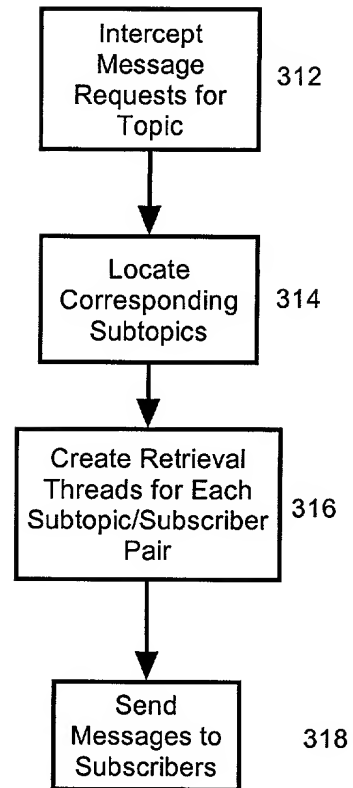 Intercept
Message
Requests for
Topic
312
Locate
Corresponding
Subtopics
314
Create Retrieval
Threads for Each
Subtopic/Subscriber
Pair
316
Send
Messages to
Subscribers
318